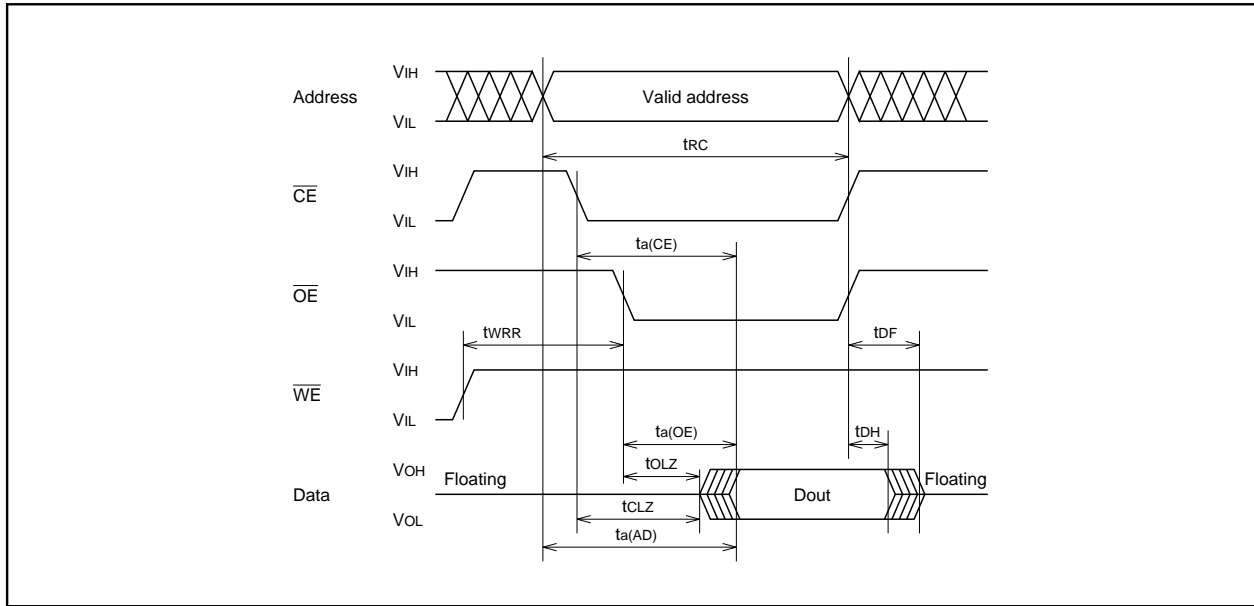 VIH
Address
Valid address
VIL
tRC
VIH
CE
VIL
ta(CE)
VIH
OE
VIL
tWRR
tDF
VIH
WE
VIL
ta(OE)
tDH
VOH
Floating
tOLZ
Floating
Data
Dout
tCLZ
VOL
ta(AD)